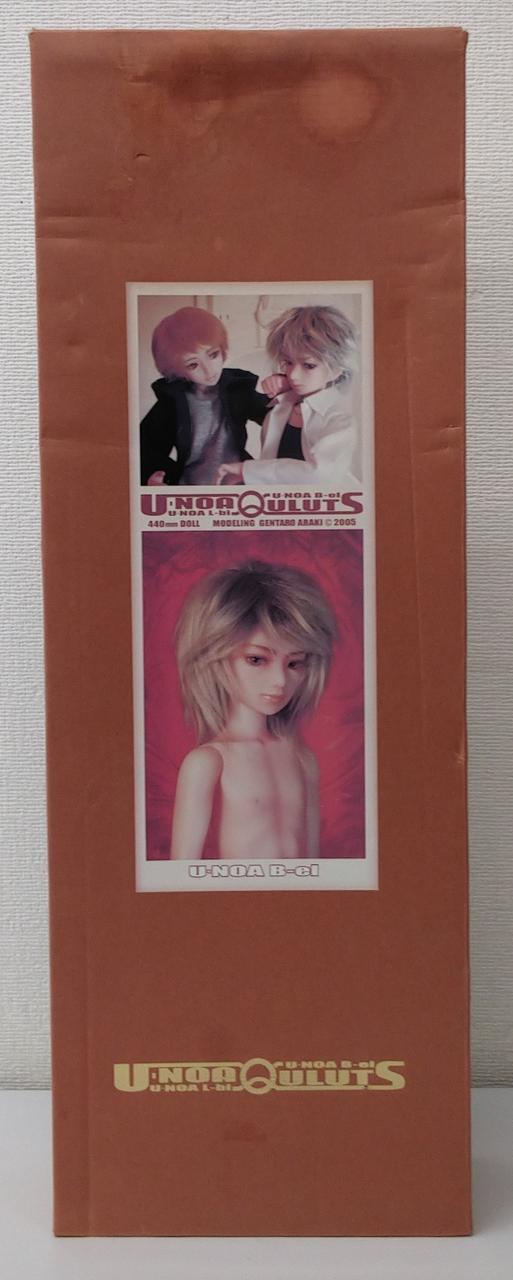 U·NOA QULUTS
U·NOA B-el
U·NOA L-bl
440mm DOLL MODELING GENTARO ARAKI © 2005
U·NOA B-el
U·NOA QULUTS
U·NOA B-el
U·NOA L-bl